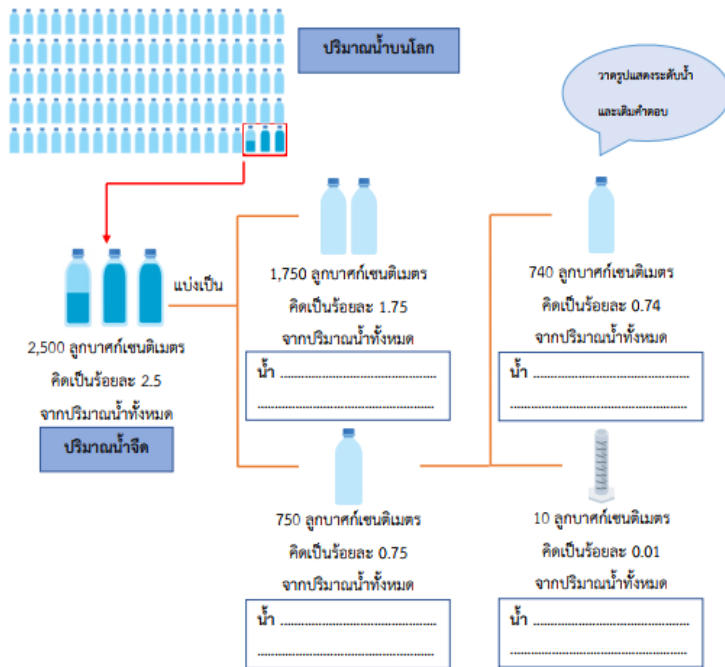 ปริมาณน้ำบนโลก
วาดรูปแสดงระดับน้ำ
และเติมคำตอบ
แบ่งเป็น
2,500 ลูกบาศก์เซนติเมตร
คิดเป็นร้อยละ 2.5
จากปริมาณน้ำทั้งหมด
ปริมาณน้ำจืด
1,750 ลูกบาศก์เซนติเมตร
คิดเป็นร้อยละ 1.75
จากปริมาณน้ำทั้งหมด
น้ำ ................................................
......................................................
740 ลูกบาศก์เซนติเมตร
คิดเป็นร้อยละ 0.74
จากปริมาณน้ำทั้งหมด
น้ำ ................................................
......................................................
750 ลูกบาศก์เซนติเมตร
คิดเป็นร้อยละ 0.75
จากปริมาณน้ำทั้งหมด
น้ำ ................................................
......................................................
10 ลูกบาศก์เซนติเมตร
คิดเป็นร้อยละ 0.01
จากปริมาณน้ำทั้งหมด
น้ำ ................................................
......................................................